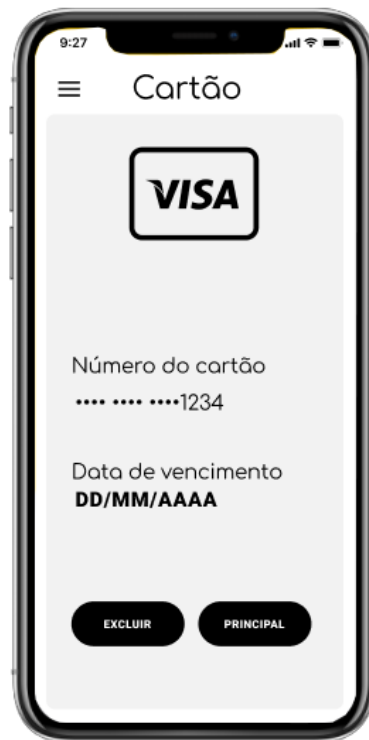 9:27
Cartão
VISA
Número do cartão
•••• •••• ••••1234
Data de vencimento
DD/MM/AAAA
EXCLUIR
PRINCIPAL